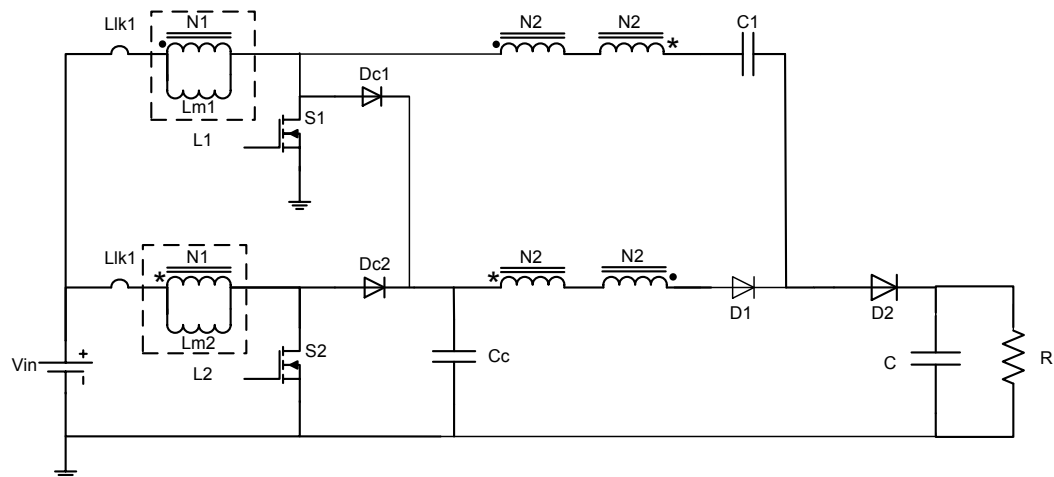 Llk1
N1
N2
N2
C1
*
Lm1
Dc1
S1
L1
Llk1
N1
Dc2
N2
N2
*
*
D1
D2
Lm2
S2
Cc
C
R
Vin
+
-
L2